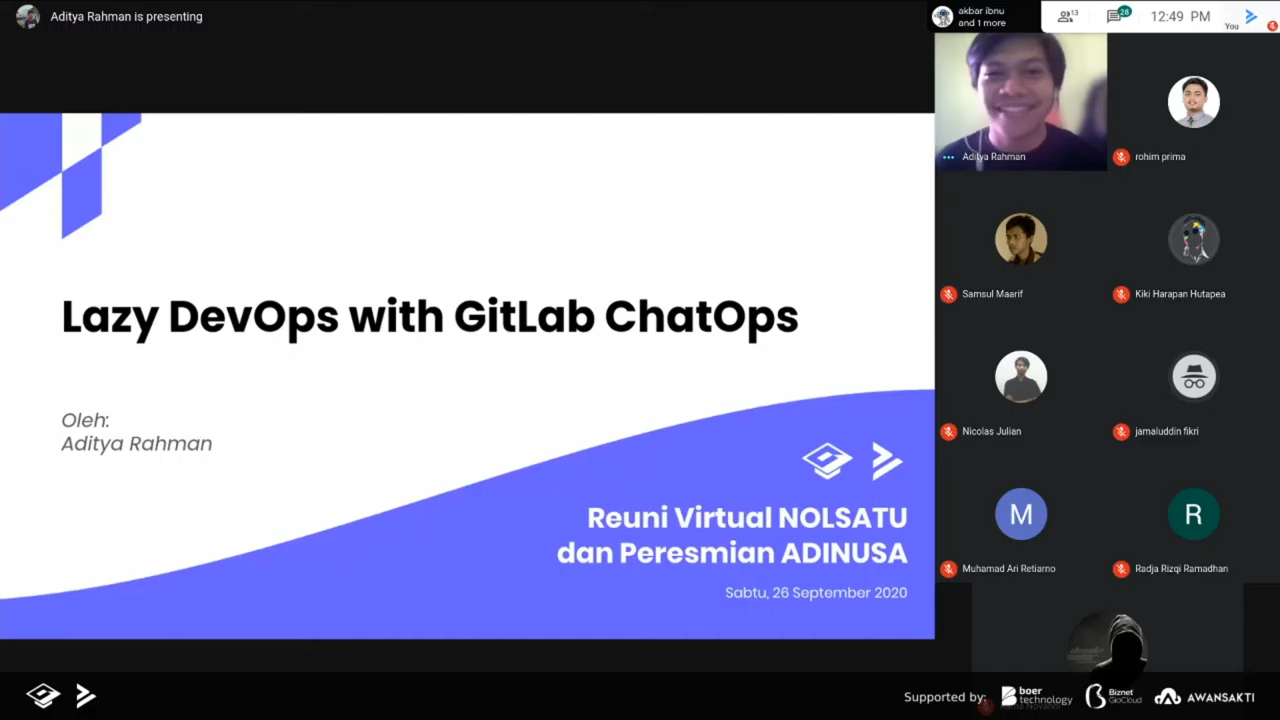 Aditya Rahman is presenting
akbar ibnu
and 1 more
13
28
12:49 PM
You
Aditya Rahman
rohim prima
Samsul Maarif
Kiki Harapan Hutapea
Nicolas Julian
jamaluddin fikri
M
R
Muhamad Ari Retiarno
Radja Rizqi Ramadhan
Lazy DevOps with GitLab ChatOps
Oleh:
Aditya Rahman
Reuni Virtual NOLSATU
dan Peresmian ADINUSA
Sabtu, 26 September 2020
Supported by:
boer
technology
Biznet
GioCloud
AWANSAKTI